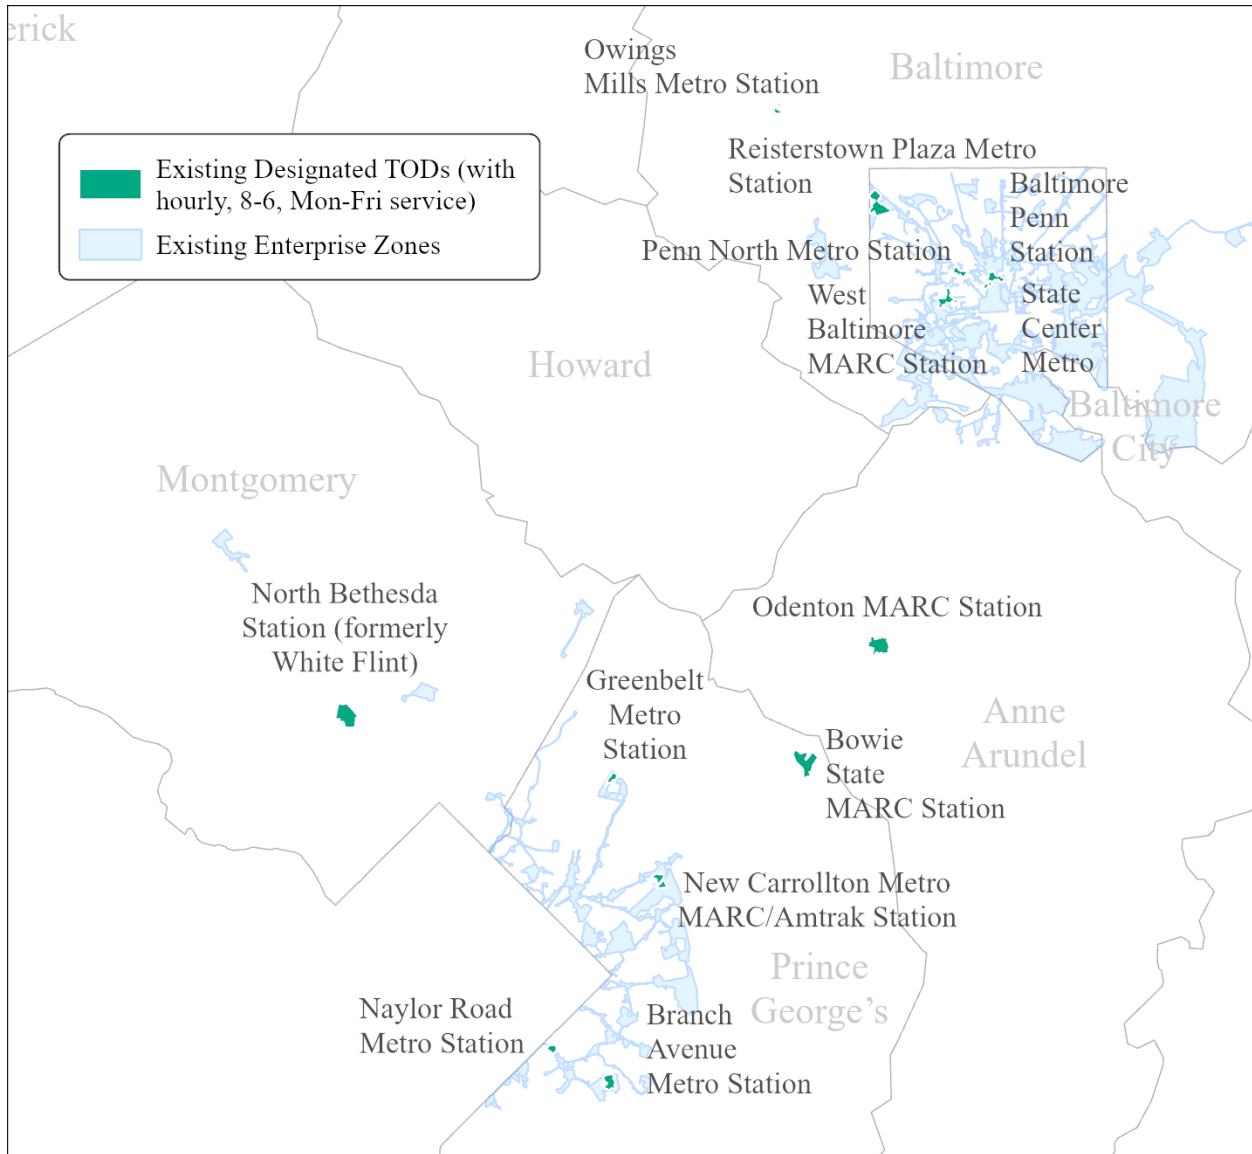 erick
Owings
Mills Metro Station
Baltimore
Existing Designated TODs (with
hourly, 8-6, Mon-Fri service)
Existing Enterprise Zones
Reisterstown Plaza Metro
Station
Baltimore
Penn
Station
Penn North Metro Station
West
Baltimore
MARC Station
State
Center
Metro
Howard
Baltimore
City
Montgomery
North Bethesda
Station (formerly
White Flint)
Odenton MARC Station
Greenbelt
Metro
Station
Anne
Arundel
Bowie
State
MARC Station
New Carrollton Metro
MARC/Amtrak Station
Prince
George’s
Naylor Road
Metro Station
Branch
Avenue
Metro Station